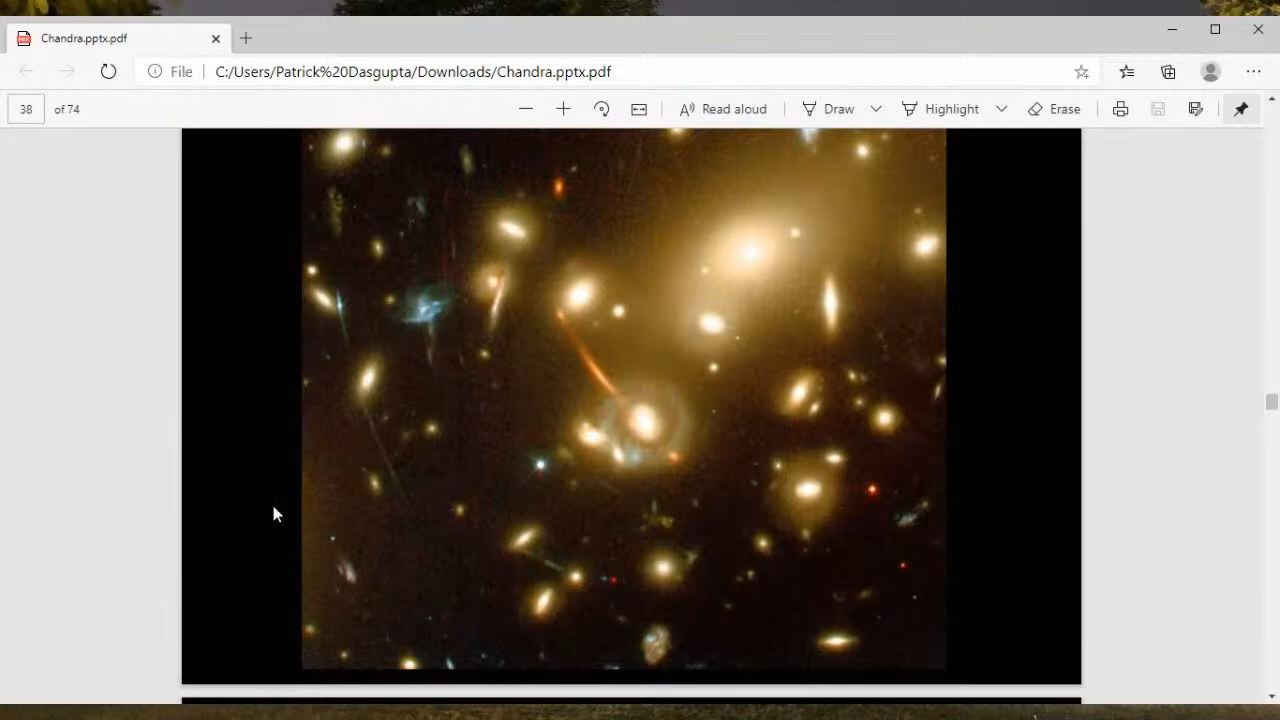 Chandra.pptx.pdf
File C:/Users/Patrick%20Dasgupta/Downloads/Chandra.pptx.pdf
38 of 74 Read aloud Draw Highlight Erase